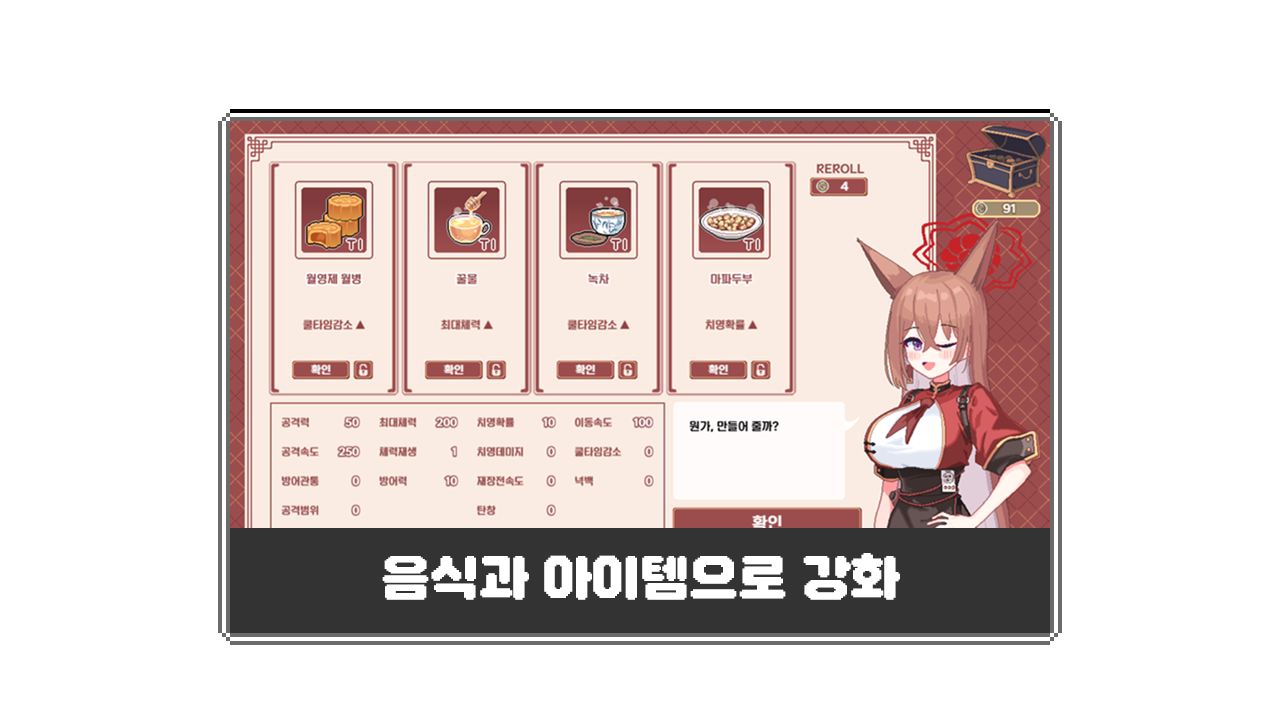 REROLL
4
91
T1
T1
T1
T1
월영제 월병
꿀물
녹차
마파두부
쿨타임감소 ▲
최대체력 ▲
쿨타임감소 ▲
치명확률 ▲
확인
확인
확인
확인
공격력 50 최대체력 200 치명확률 10 이동속도 100
공격속도 250 체력재생 1 치명데미지 0 쿨타임감소 0
방어관통 0 방어력 10 재장전속도 0 넉백 0
공격범위 0 탄창 0
뭔가, 만들어 줄까?
확인
음식과 아이템으로 강화